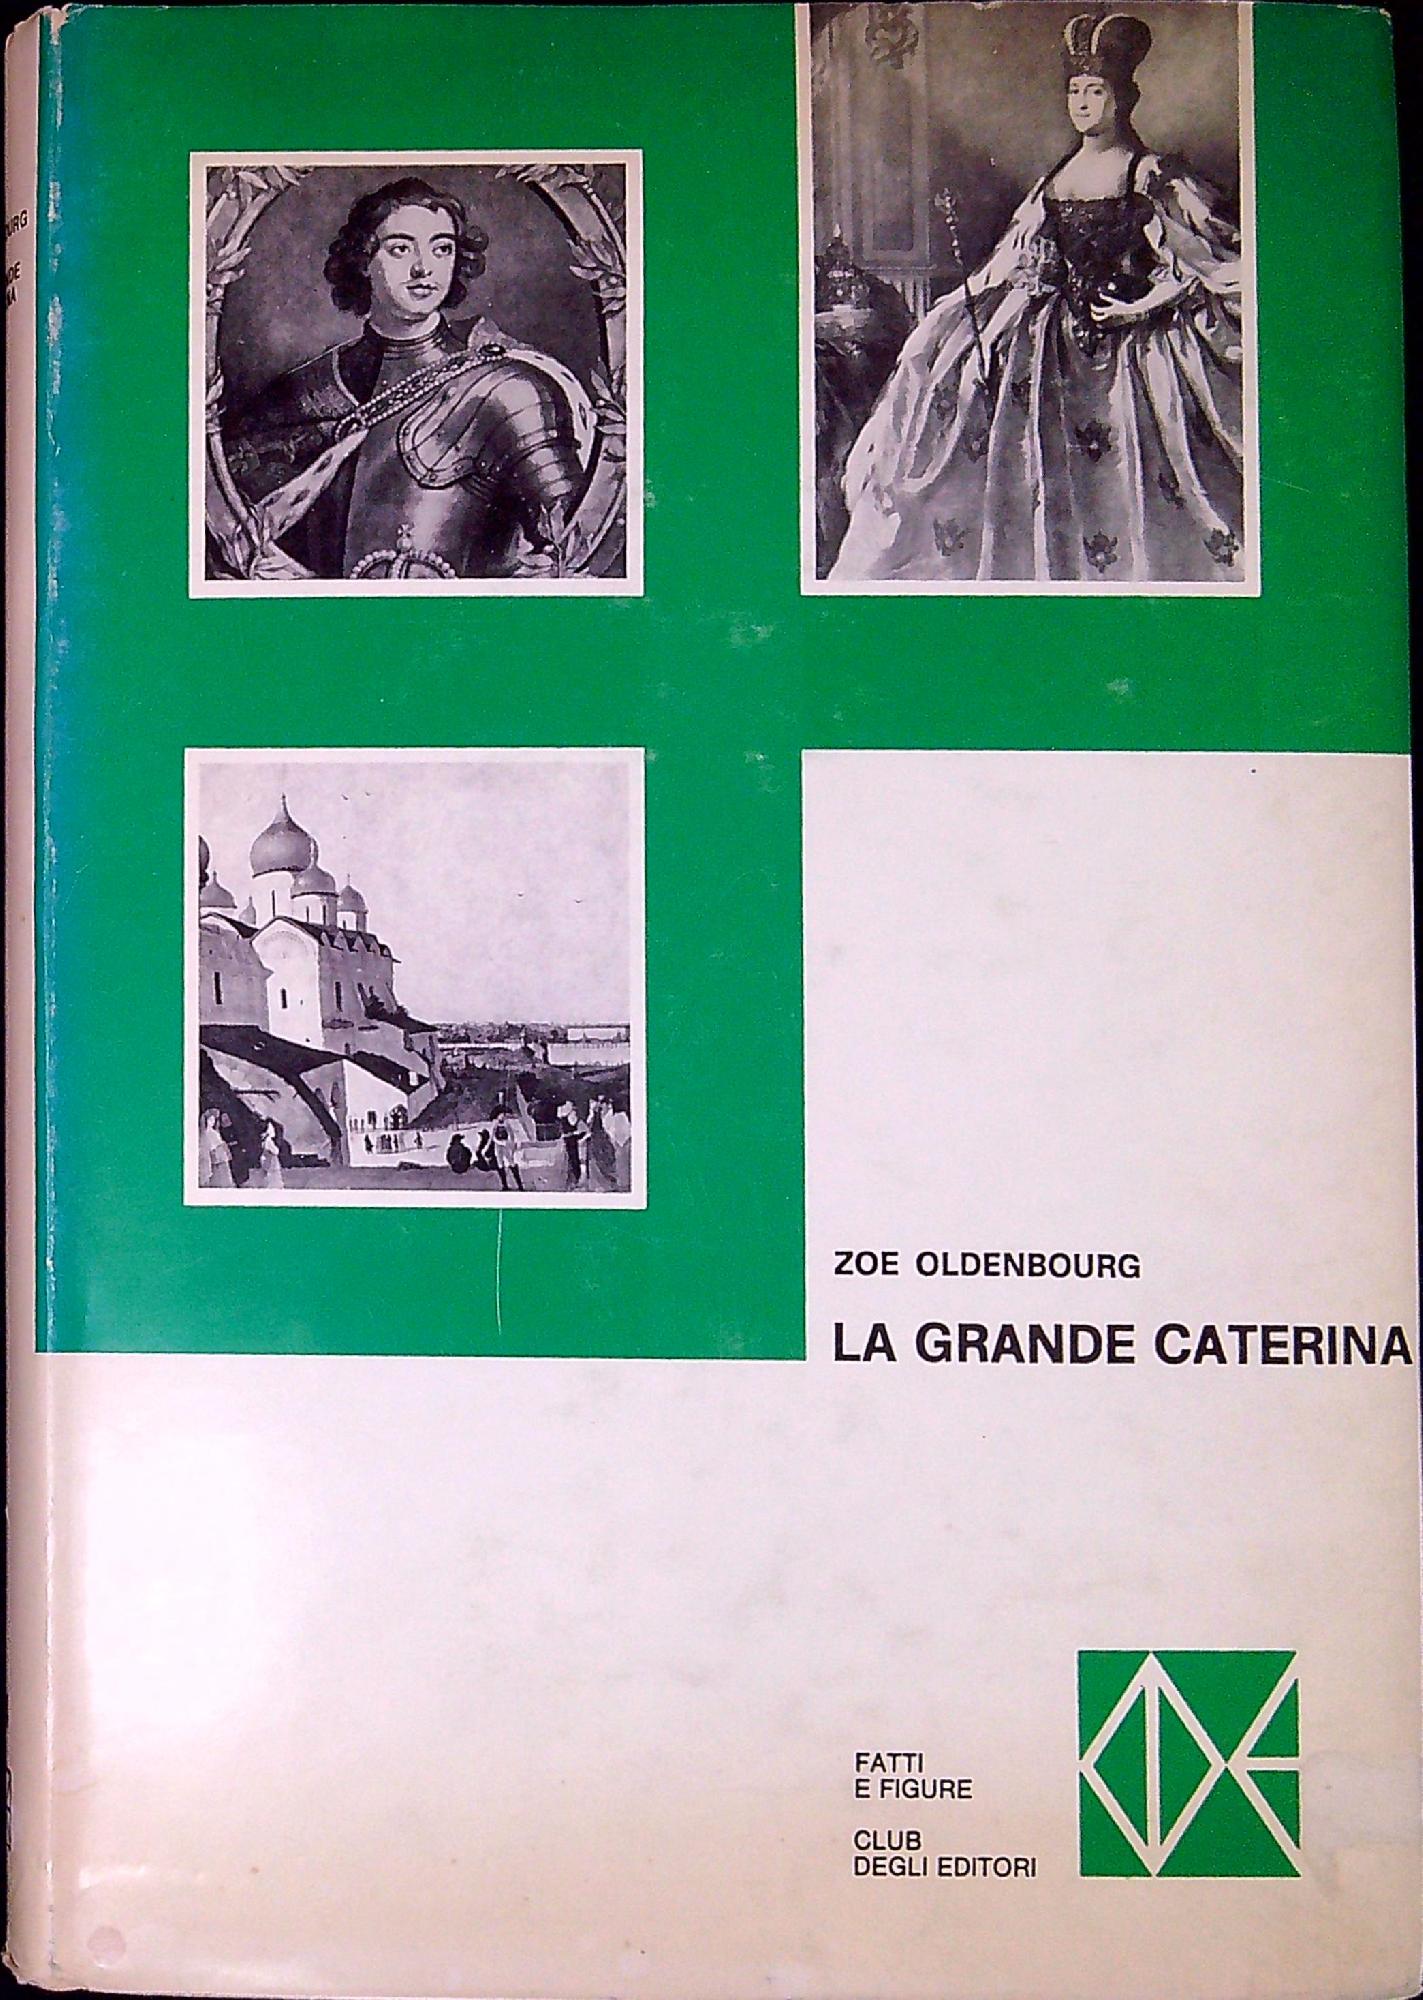 ZOE OLDENBOURG
LA GRANDE CATERINA
FATTI
E FIGURE
CLUB
DEGLI EDITORI